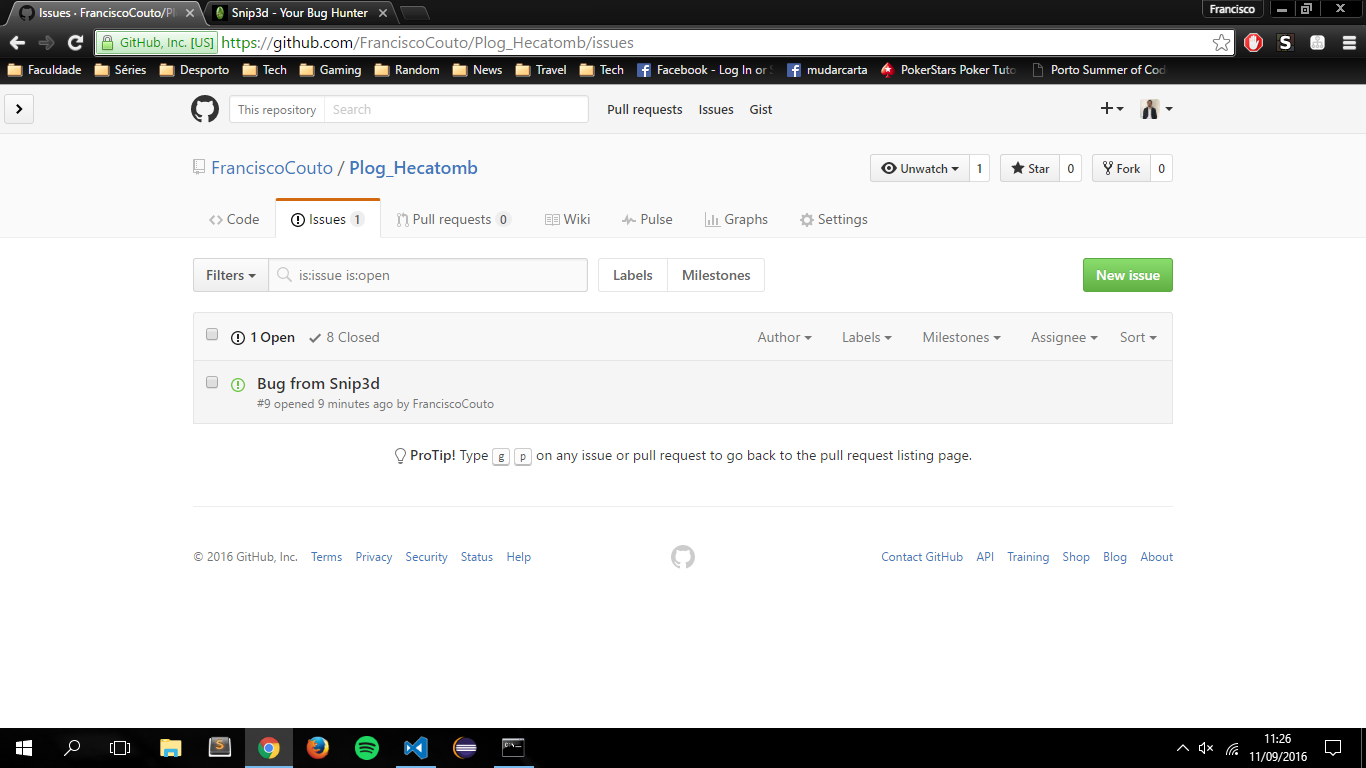 Issues · FranciscoCouto/Pl
Snip3d - Your Bug Hunter
Francisco
GitHub, Inc. [US] https://github.com/FranciscoCouto/Plog_Hecatomb/issues
Faculdade Séries Desporto Tech Gaming Random News Travel Tech Facebook - Log In or S mudarcarta PokerStars Poker Tuto Porto Summer of Cod
This repository Search Pull requests Issues Gist
FranciscoCouto / Plog_Hecatomb Unwatch 1 Star 0 Fork 0
Code Issues 1 Pull requests 0 Wiki Pulse Graphs Settings
Filters is:issue is:open Labels Milestones New issue
1 Open 8 Closed Author Labels Milestones Assignee Sort
Bug from Snip3d
#9 opened 9 minutes ago by FranciscoCouto
ProTip! Type g p on any issue or pull request to go back to the pull request listing page.
© 2016 GitHub, Inc. Terms Privacy Security Status Help Contact GitHub API Training Shop Blog About
11:26
11/09/2016